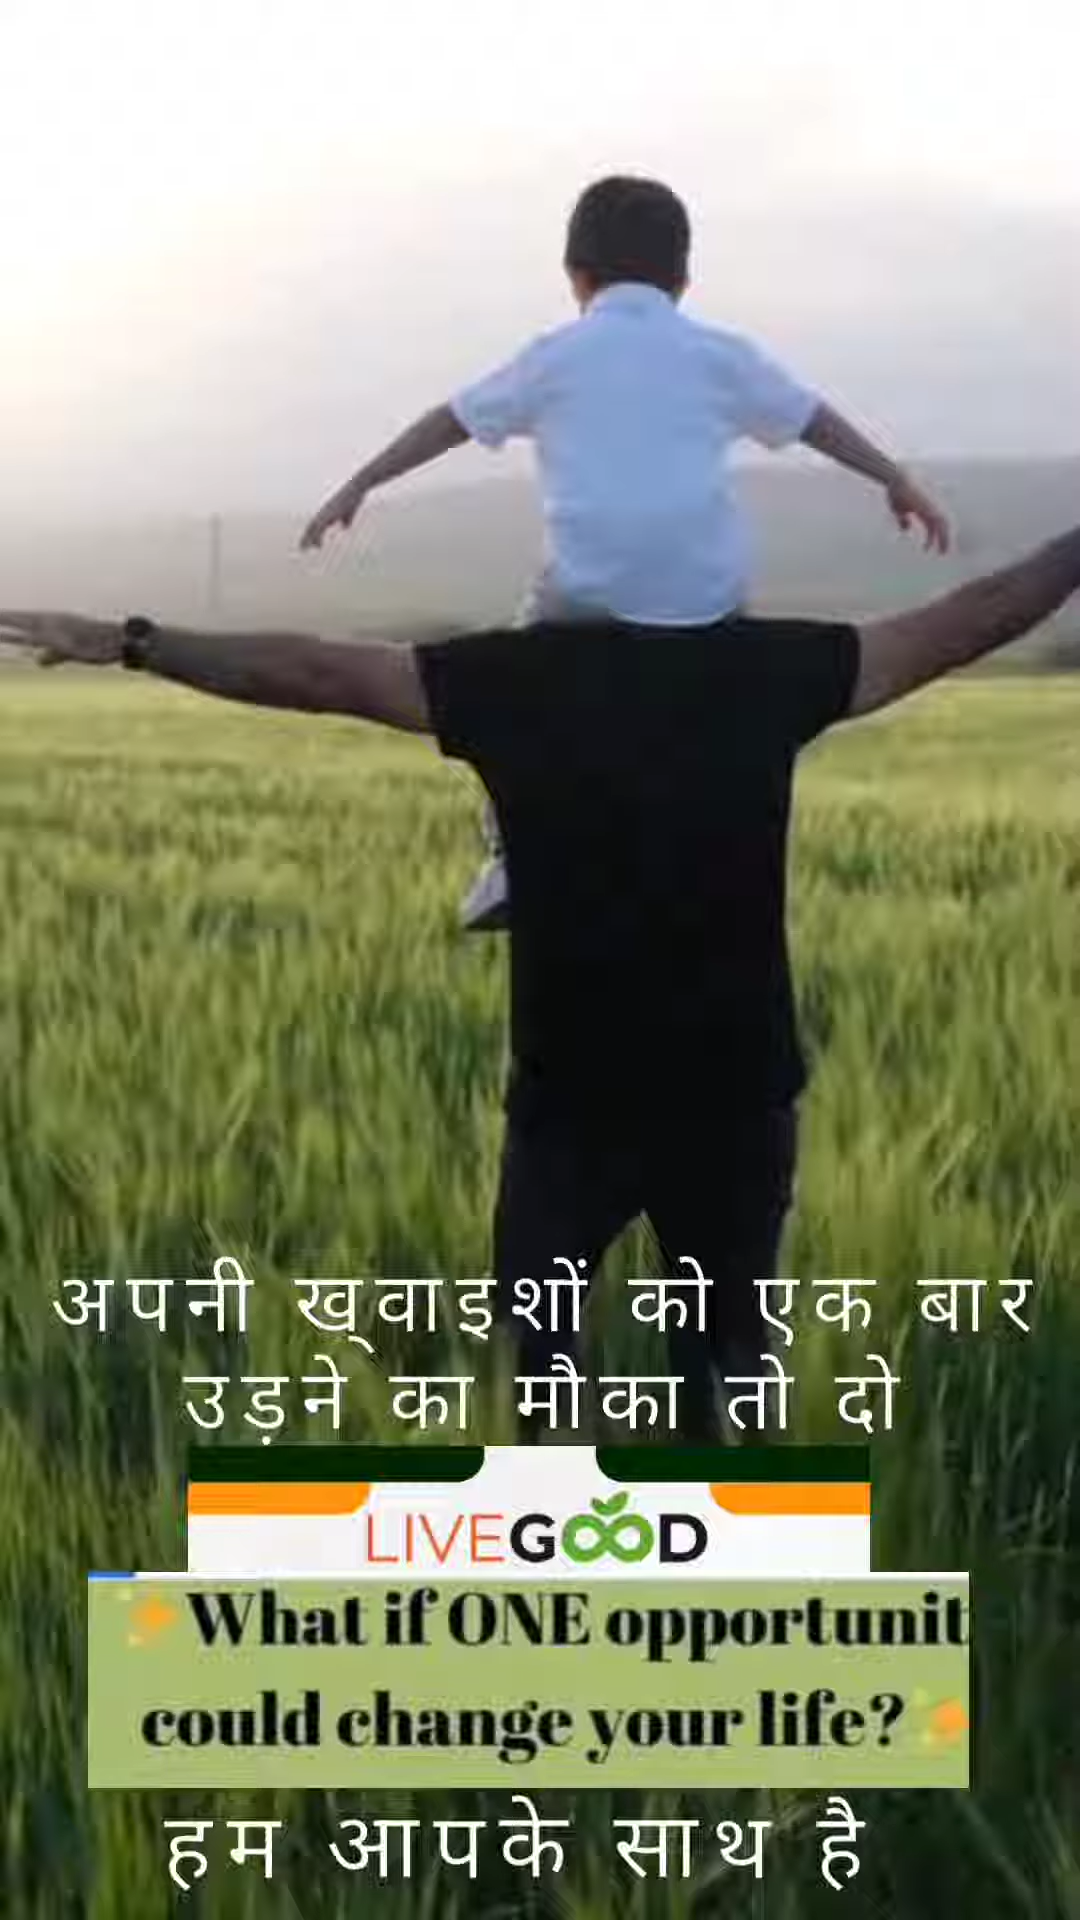 अपनी ख्वाइशों को एक बार
उड़ने का मौका तो दो
LIVEGOOD
What if ONE opportunit
could change your life?
हम आपके साथ है